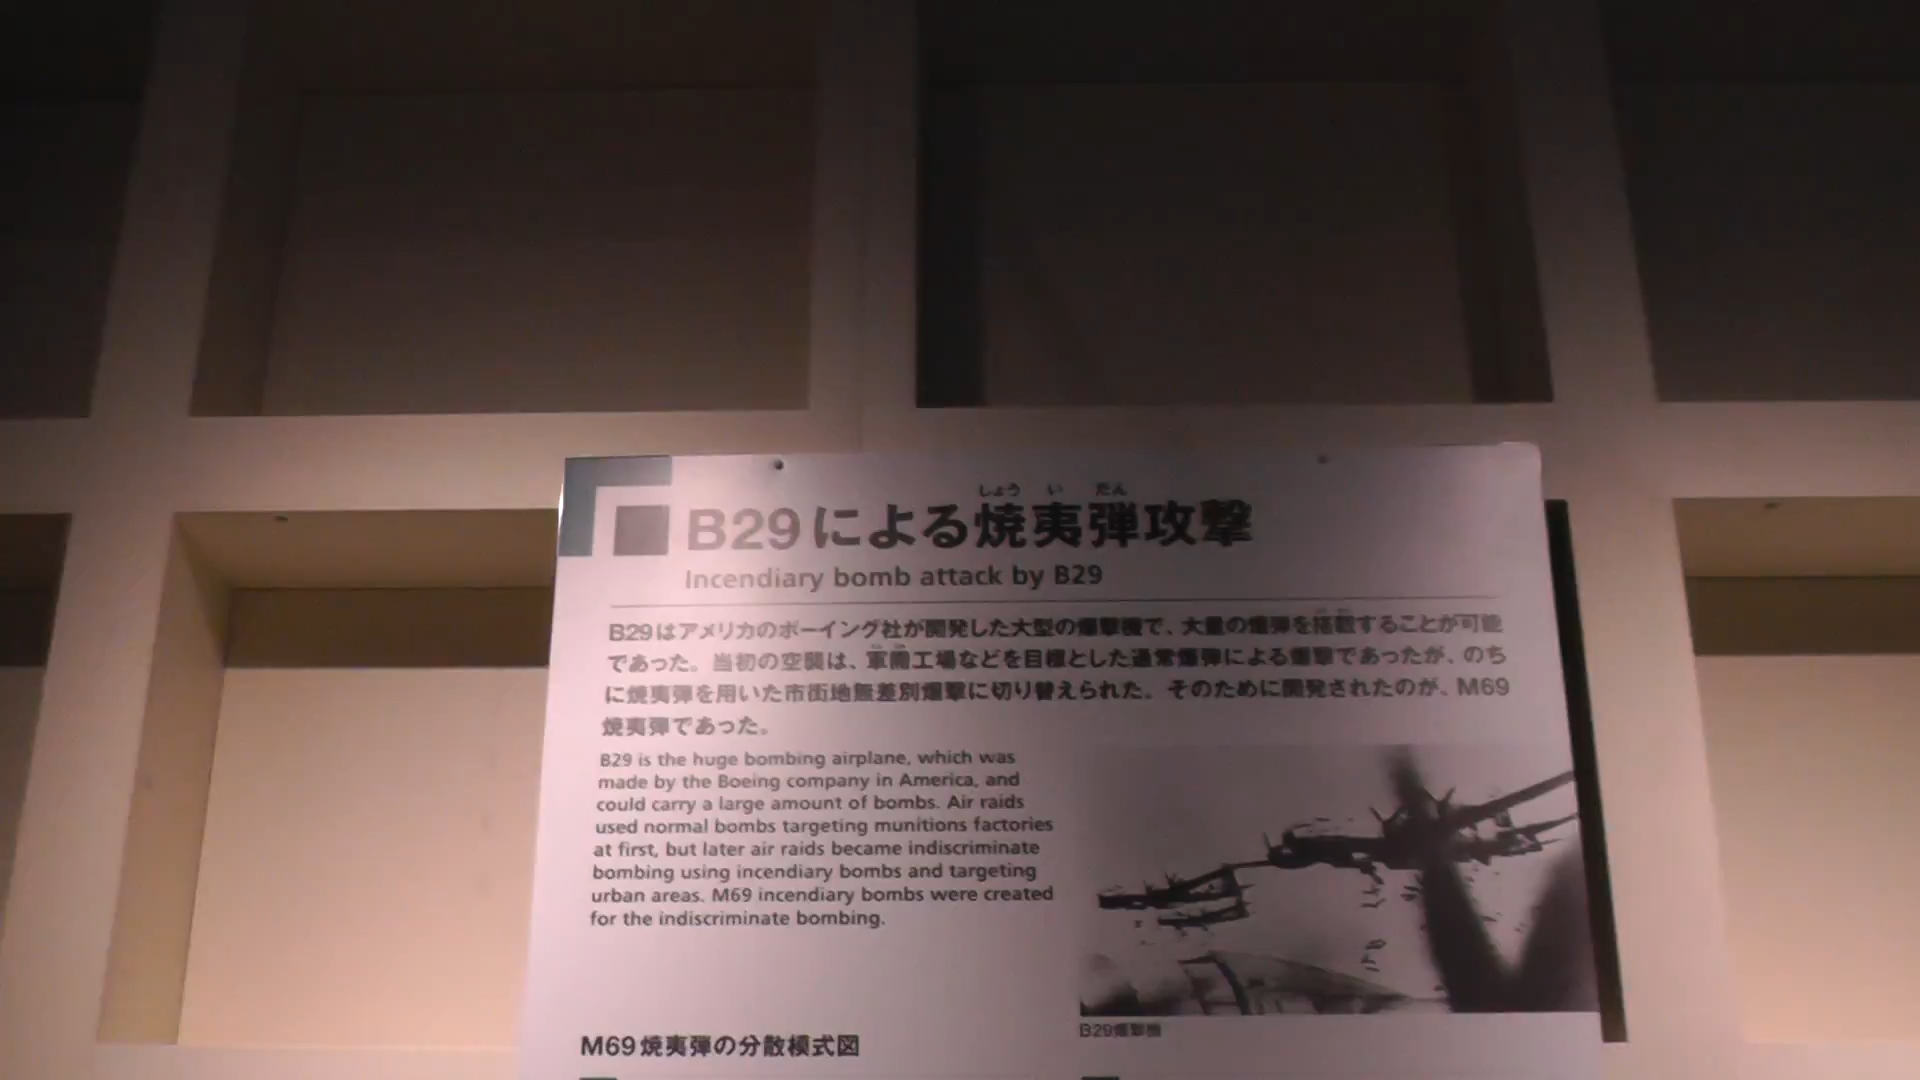 しょう い だん
B29による焼夷弾攻撃
Incendiary bomb attack by B29
B29はアメリカのボーイング社が開発した大型の爆撃機で、大量の爆弾を搭載することが可能
であった。当初の空襲は、軍需工場などを目標とした通常爆弾による爆撃であったが、のち
に焼夷弾を用いた市街地無差別爆撃に切り替えられた。そのために開発されたのが、M69
焼夷弾であった。
B29 is the huge bombing airplane, which was
made by the Boeing company in America, and
could carry a large amount of bombs. Air raids
used normal bombs targeting munitions factories
at first, but later air raids became indiscriminate
bombing using incendiary bombs and targeting
urban areas. M69 incendiary bombs were created
for the indiscriminate bombing.
B29爆撃機
M69焼夷弾の分散模式図